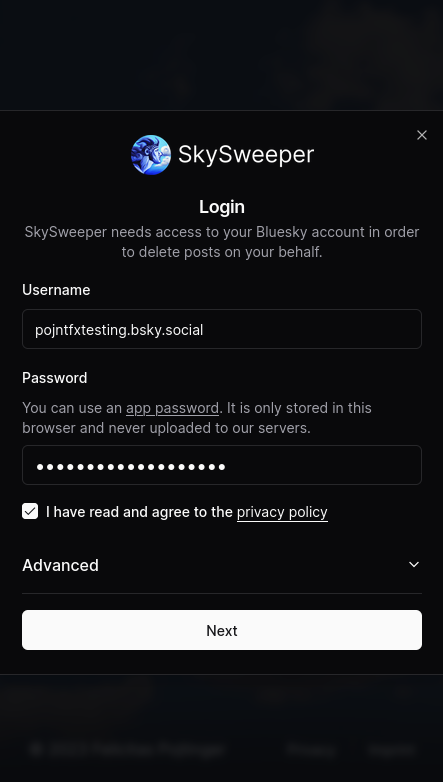 SkySweeper
Login
SkySweeper needs access to your Bluesky account in order
to delete posts on your behalf.
Username
pojntfxtesting.bsky.social
Password
You can use an app password. It is only stored in this
browser and never uploaded to our servers.
I have read and agree to the privacy policy
Advanced
Next